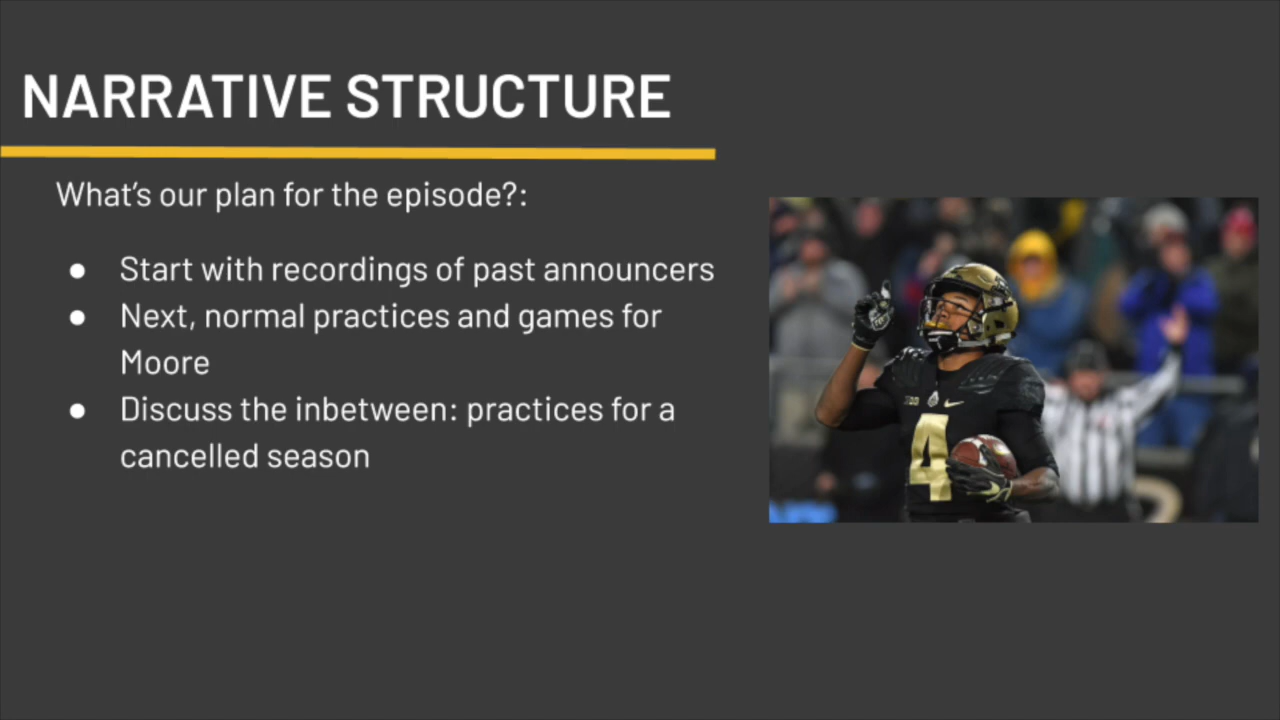 NARRATIVE STRUCTURE
What's our plan for the episode?:
● Start with recordings of past announcers
● Next, normal practices and games for
Moore
● Discuss the inbetween: practices for a
cancelled season
4